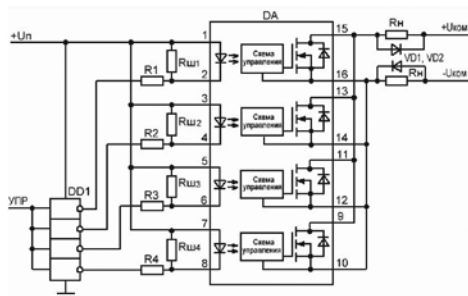 DA
+Uп
1
15
Rн
+Uком
Rш1
Схема управления
VD1, VD2
R1
2
16
Rн
-Uком
3
13
Rш2
Схема управления
R2
4
14
5
11
Rш3
Схема управления
УПР
DD1
R3
6
12
7
9
Rш4
Схема управления
R4
8
10